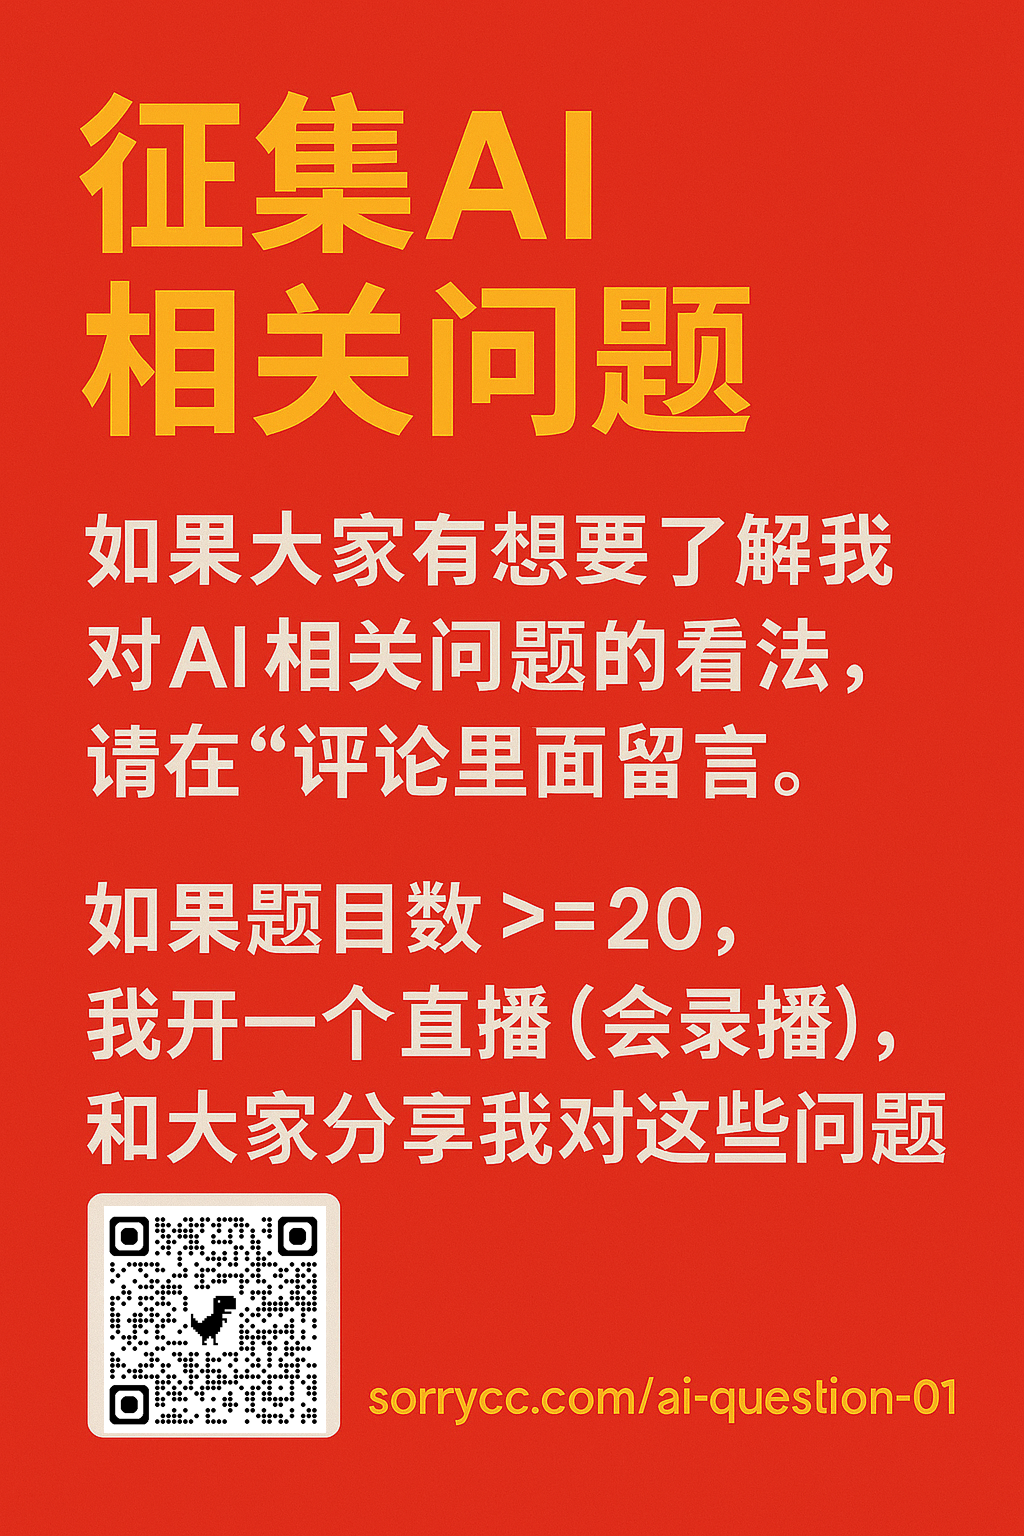 征集AI
相关问题
如果大家有想要了解我
对AI相关问题的看法，
请在“评论里面留言。
如果题目数>=20，
我开一个直播（会录播），
和大家分享我对这些问题
sorrycc.com/ai-question-01